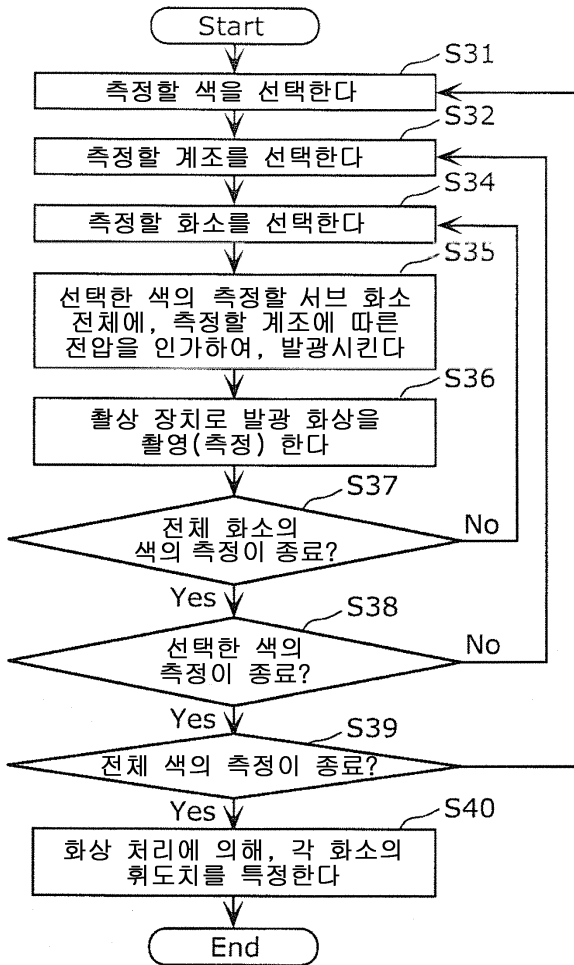 Start
S31
측정할 색을 선택한다
S32
측정할 계조를 선택한다
S34
측정할 화소를 선택한다
S35
선택한 색의 측정할 서브 화소
전체에, 측정할 계조에 따른
전압을 인가하여, 발광시킨다
S36
촬상 장치로 발광 화상을
촬영(측정) 한다
S37
전체 화소의
색의 측정이 종료?
No
Yes
S38
선택한 색의
측정이 종료?
No
Yes
S39
전체 색의 측정이 종료?
Yes
S40
화상 처리에 의해, 각 화소의
휘도치를 특정한다
End